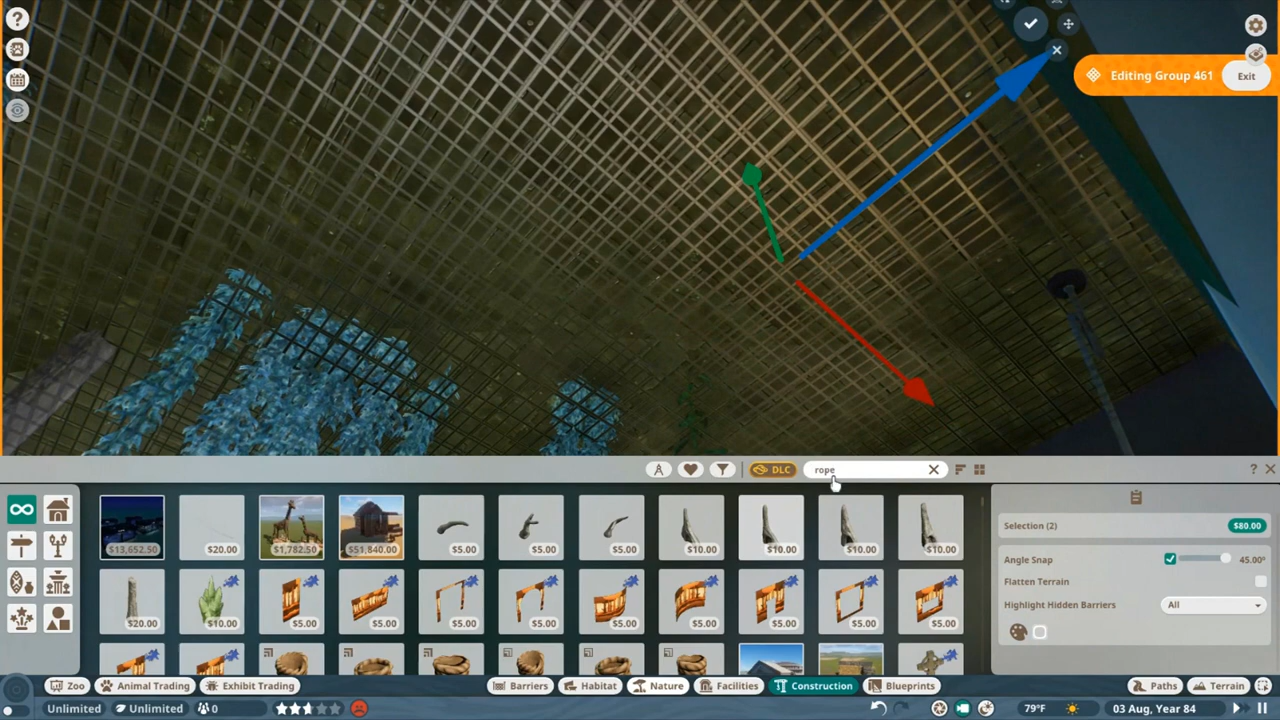 ?
Editing Group 461
Exit
DLC
rope
?
$13,652.50
$20.00
$1,782.50
$51,840.00
$5.00
$5.00
$5.00
$10.00
$10.00
$10.00
$10.00
$20.00
$10.00
$5.00
$5.00
$5.00
$5.00
$5.00
$5.00
$5.00
$5.00
$5.00
Selection (2)
$80.00
Angle Snap
45.00°
Flatten Terrain
Highlight Hidden Barriers
All
Zoo
Animal Trading
Exhibit Trading
Barriers
Habitat
Nature
Facilities
Construction
Blueprints
Paths
Terrain
Unlimited
Unlimited
0
79°F
03 Aug, Year 84